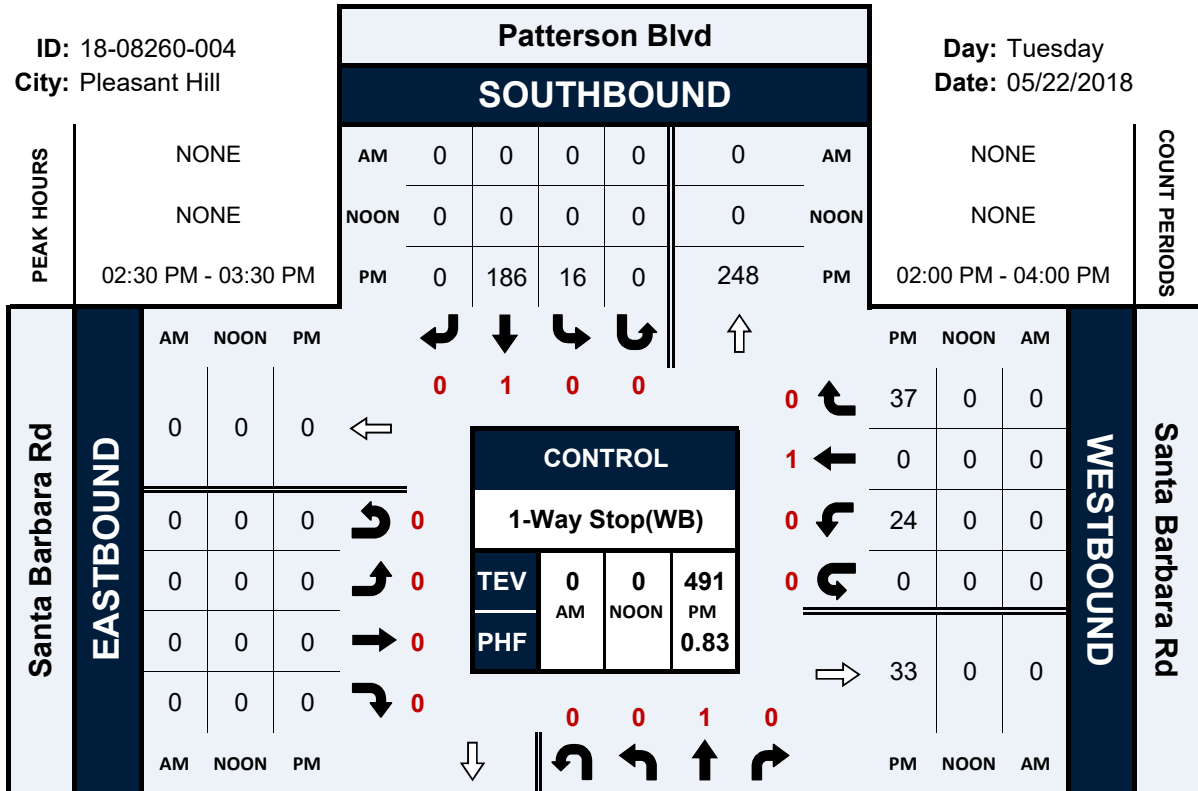 ID: 18-08260-004
City: Pleasant Hill
Patterson Blvd
SOUTHBOUND
Day: Tuesday
Date: 05/22/2018
PEAK HOURS
NONE
NONE
02:30 PM - 03:30 PM
AM 0 0 0 0 0 AM
NOON 0 0 0 0 0 NOON
PM 0 186 16 0 248 PM
NONE
NONE
02:00 PM - 04:00 PM
COUNT PERIODS
0 1 0 0
Santa Barbara Rd
EASTBOUND
AM NOON PM
0 0 0
0 0 0 0
0 0 0 0
0 0 0 0
0 0 0 0
AM NOON PM
CONTROL
1-Way Stop(WB)
TEV 0 0 491
AM NOON PM
PHF 0.83
PM NOON AM
0 37 0 0
1 0 0 0
0 24 0 0
0 0 0 0
33 0 0
PM NOON AM
WESTBOUND
Santa Barbara Rd
0 0 1 0